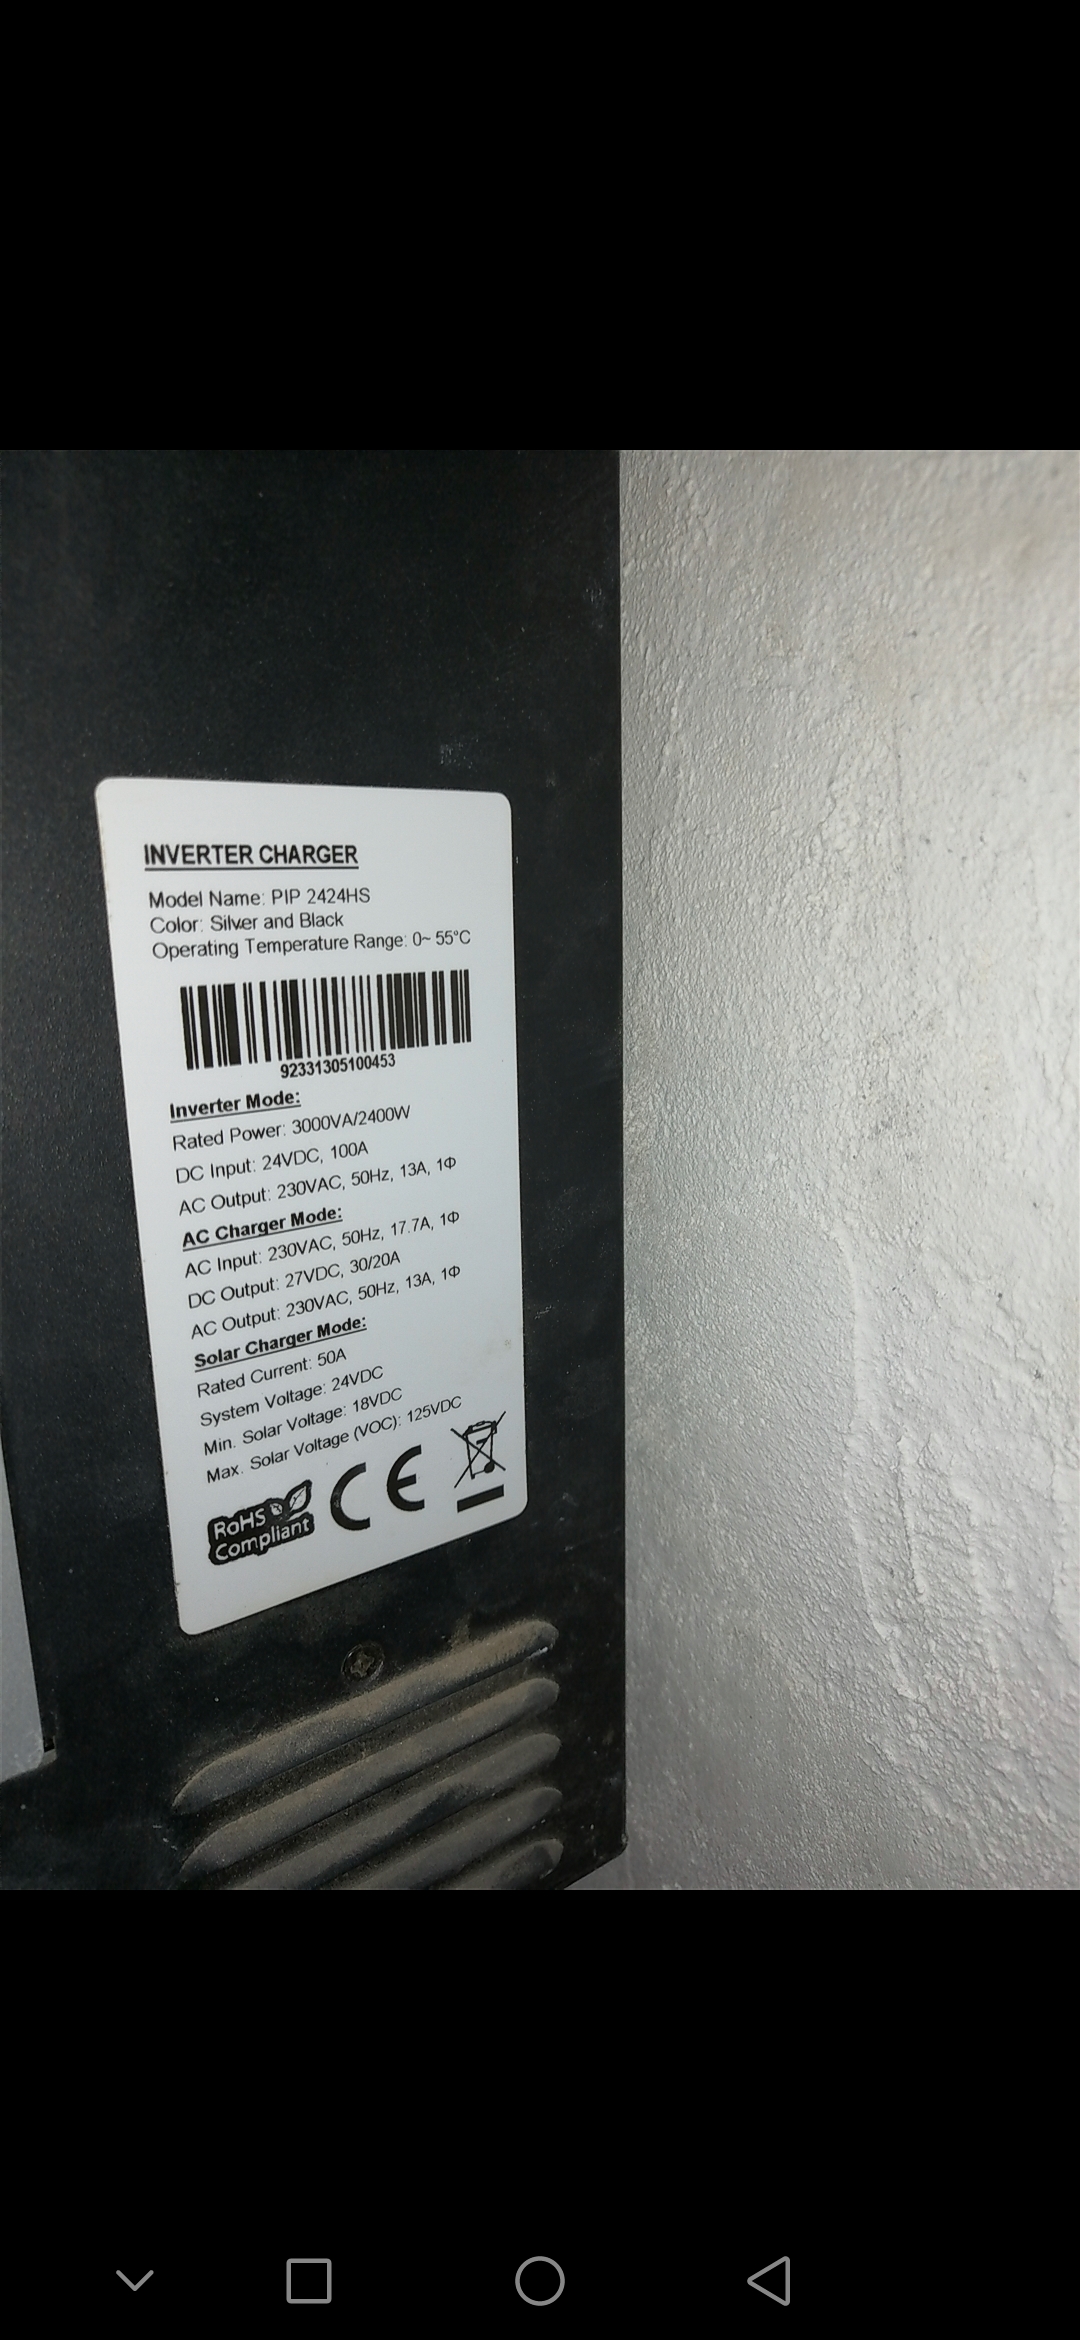 INVERTER CHARGER
Model Name: PIP 2424HS
Color: Silver and Black
Operating Temperature Range: 0~ 55°C
92331305100453
Inverter Mode:
Rated Power: 3000VA/2400W
DC Input: 24VDC, 100A
AC Output: 230VAC, 50Hz, 13A, 1Φ
AC Charger Mode:
AC Input: 230VAC, 50Hz, 17.7A, 1Φ
DC Output: 27VDC, 30/20A
AC Output: 230VAC, 50Hz, 13A, 1Φ
Solar Charger Mode:
Rated Current: 50A
System Voltage: 24VDC
Min. Solar Voltage: 18VDC
Max. Solar Voltage (VOC): 125VDC
RoHS
Compliant
CE